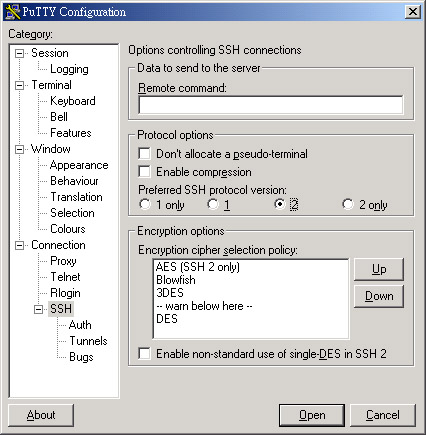 PuTTY Configuration
Category:
Session
Logging
Terminal
Keyboard
Bell
Features
Window
Appearance
Behaviour
Translation
Selection
Colours
Connection
Proxy
Telnet
Rlogin
SSH
Auth
Tunnels
Bugs
Options controlling SSH connections
Data to send to the server
Remote command:
Protocol options
Don't allocate a pseudo-terminal
Enable compression
Preferred SSH protocol version:
1 only 1 2 2 only
Encryption options
Encryption cipher selection policy:
AES (SSH 2 only)
Blowfish
3DES
-- warn below here --
DES
Up
Down
Enable non-standard use of single-DES in SSH 2
About Open Cancel